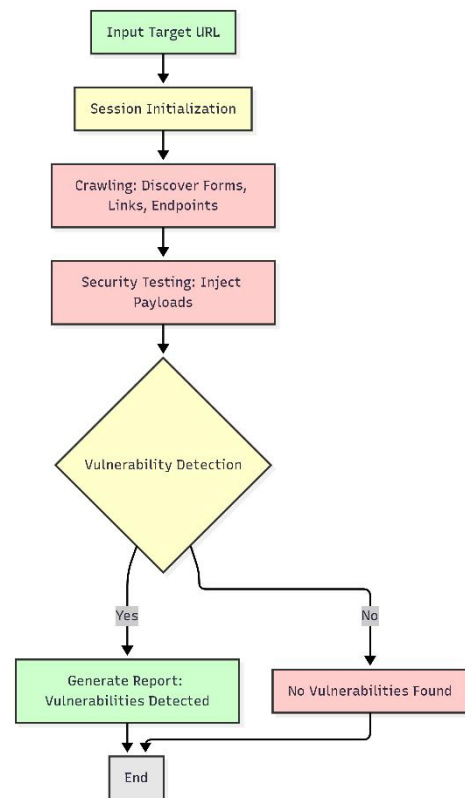 Input Target URL
Session Initialization
Crawling: Discover Forms,
Links, Endpoints
Security Testing: Inject
Payloads
Vulnerability Detection
Yes
No
Generate Report:
Vulnerabilities Detected
No Vulnerabilities Found
End